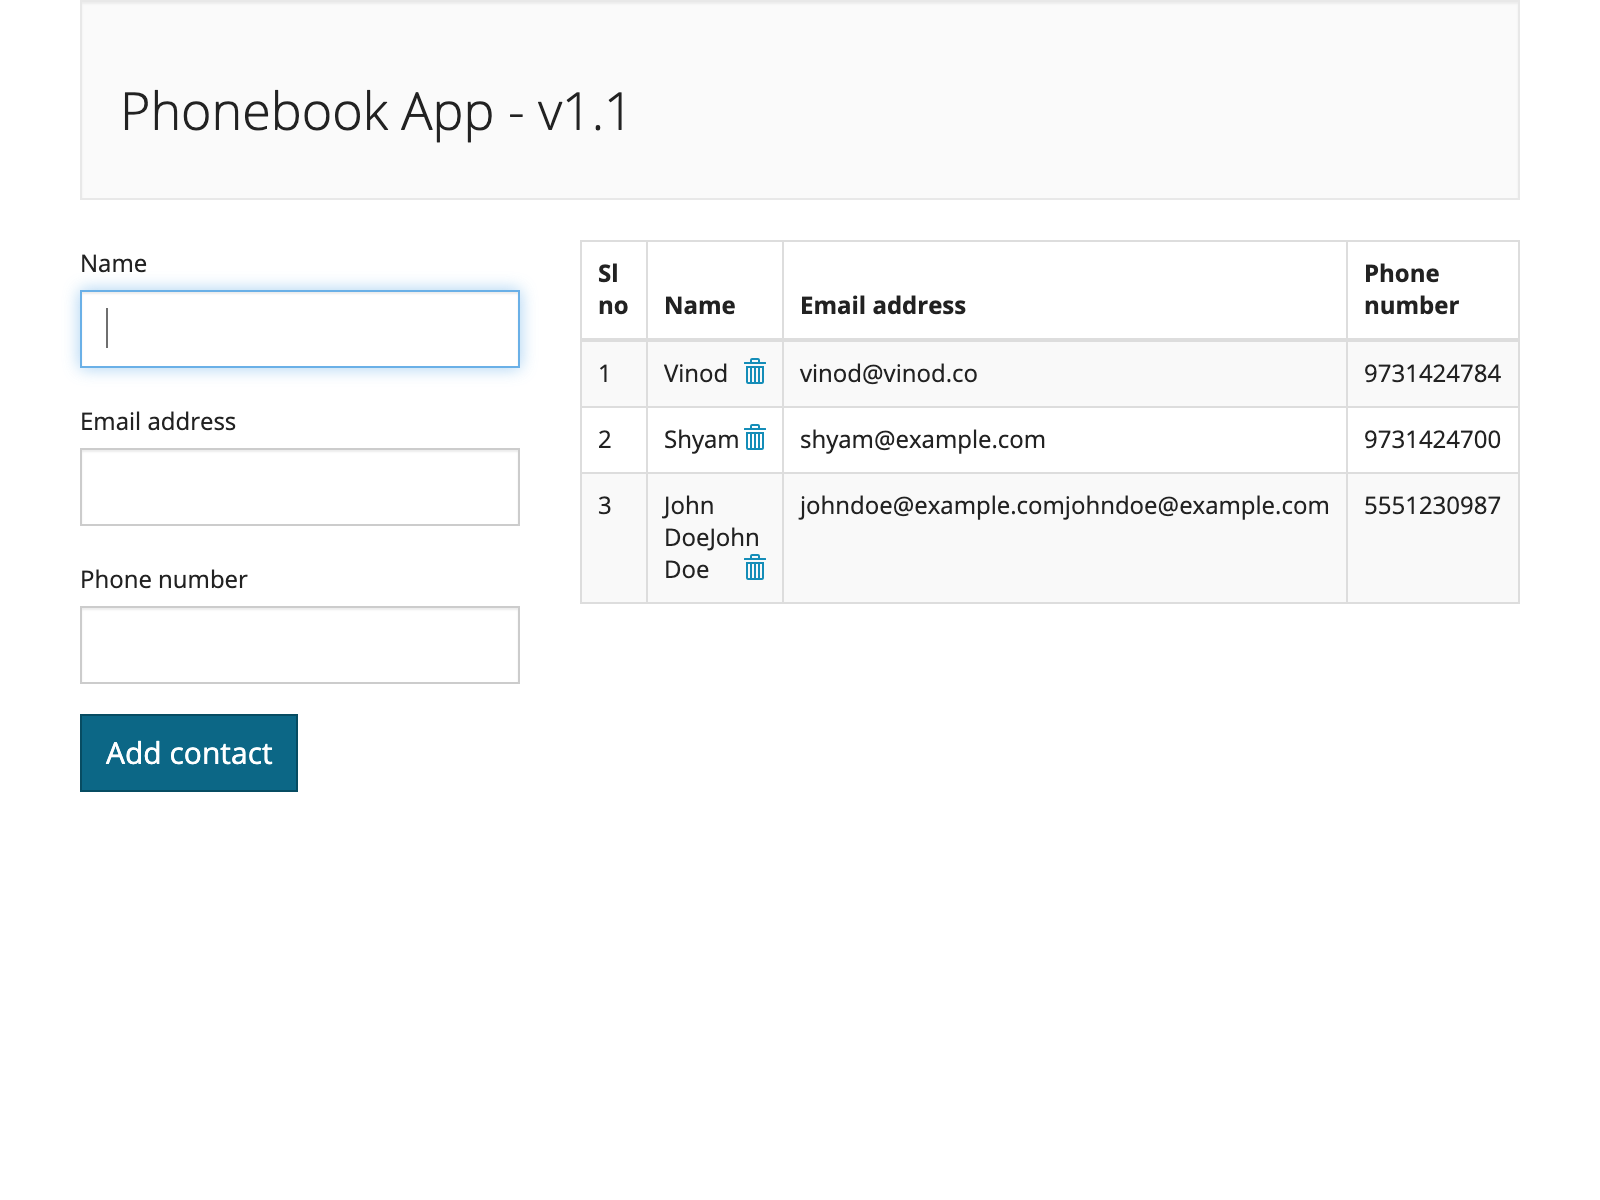 Phonebook App - v1.1
Name
Email address
Phone number
Add contact
Sl no Name Email address Phone number
1 Vinod vinod@vinod.co 9731424784
2 Shyam shyam@example.com 9731424700
3 John johndoe@example.comjohndoe@example.com 5551230987
DoeJohn
Doe